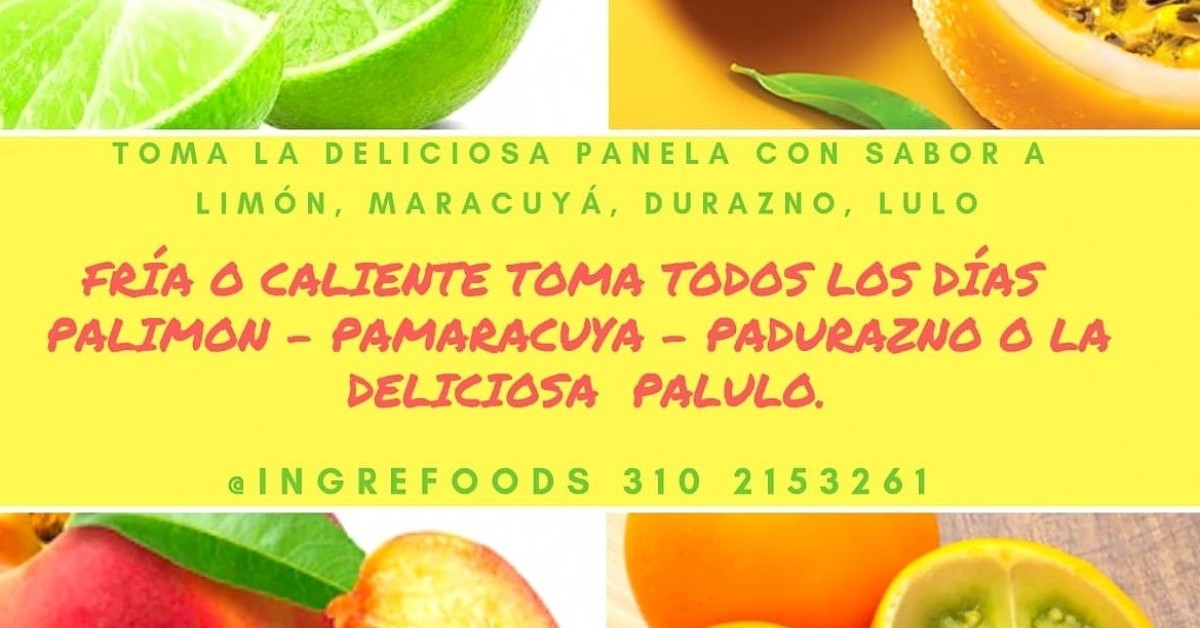 TOMA LA DELICIOSA PANELA CON SABOR A
LIMÓN, MARACUYÁ, DURAZNO, LULO
FRÍA O CALIENTE TOMA TODOS LOS DÍAS
PALIMON - PAMARACUYA - PADURAZNO O LA
DELICIOSA PALULO.
@INGREFOODS 310 2153261